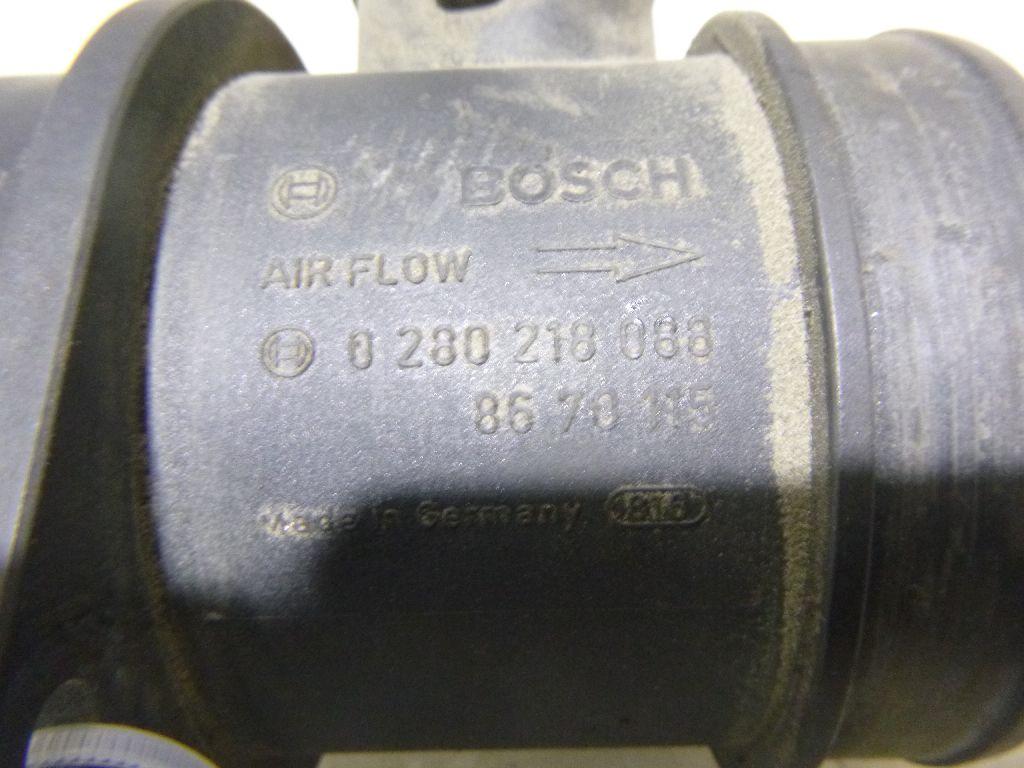 BOSCH
AIR FLOW
0 280 218 088
86 70 115
Made in Germany